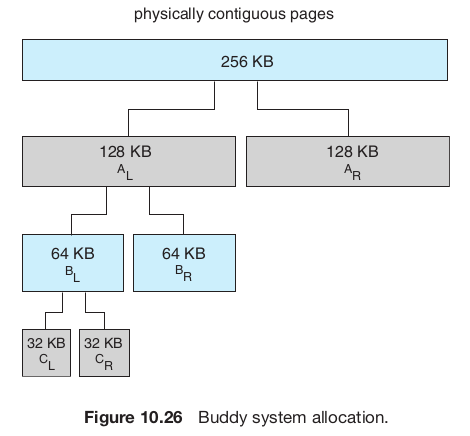 physically contiguous pages
256 KB
128 KB
A_L
128 KB
A_R
64 KB
B_L
64 KB
B_R
32 KB
C_L
32 KB
C_R
Figure 10.26 Buddy system allocation.